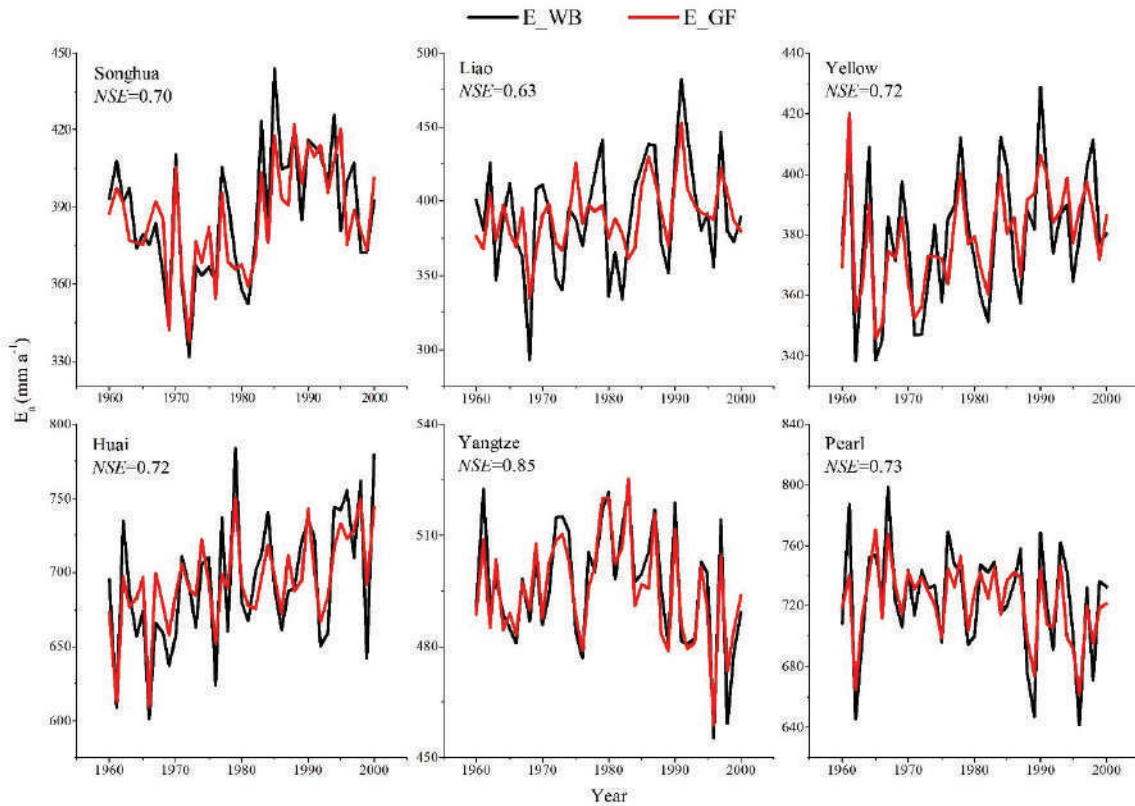 E_WB E_GF
Songhua
NSE=0.70
450
420
390
360
330
1960 1970 1980 1990 2000
Liao
NSE=0.63
500
450
400
350
300
1960 1970 1980 1990 2000
Yellow
NSE=0.72
440
420
400
380
360
340
1960 1970 1980 1990 2000
Eₐ (mm a⁻¹)
Huai
NSE=0.72
800
750
700
650
600
1960 1970 1980 1990 2000
Yangtze
NSE=0.85
540
510
480
450
1960 1970 1980 1990 2000
Pearl
NSE=0.73
840
800
760
720
680
640
1960 1970 1980 1990 2000
Year